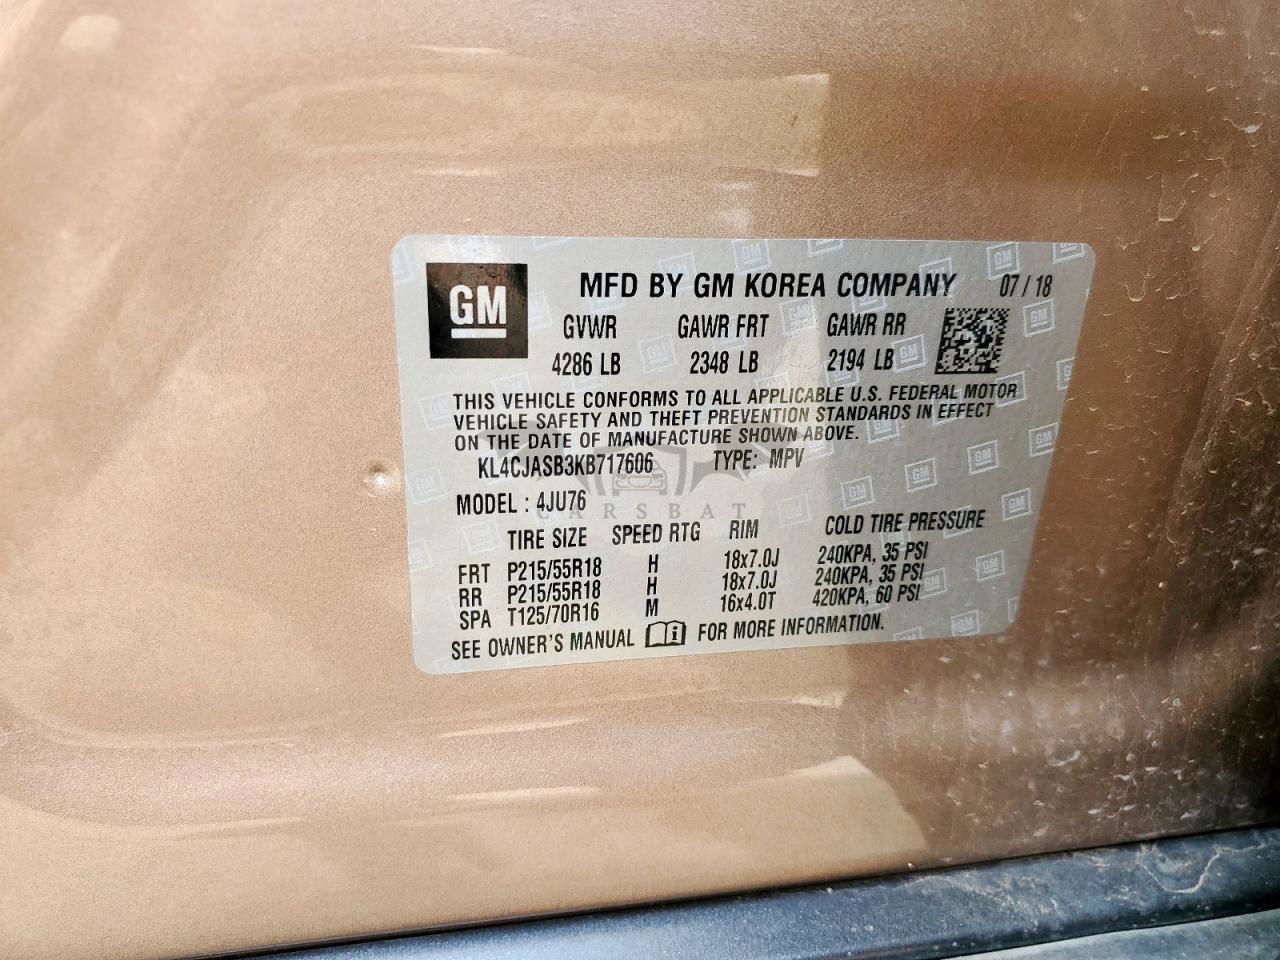 GM
MFD BY GM KOREA COMPANY 07 / 18
GVWR GAWR FRT GAWR RR
4286 LB 2348 LB 2194 LB
THIS VEHICLE CONFORMS TO ALL APPLICABLE U.S. FEDERAL MOTOR
VEHICLE SAFETY AND THEFT PREVENTION STANDARDS IN EFFECT
ON THE DATE OF MANUFACTURE SHOWN ABOVE.
KL4CJASB3KB717606 TYPE: MPV
MODEL : 4JU76
CARSBAT
TIRE SIZE SPEED RTG RIM COLD TIRE PRESSURE
FRT P215/55R18 H 18x7.0J 240KPA, 35 PSI
RR P215/55R18 H 18x7.0J 240KPA, 35 PSI
SPA T125/70R16 M 16x4.0T 420KPA, 60 PSI
SEE OWNER'S MANUAL FOR MORE INFORMATION.